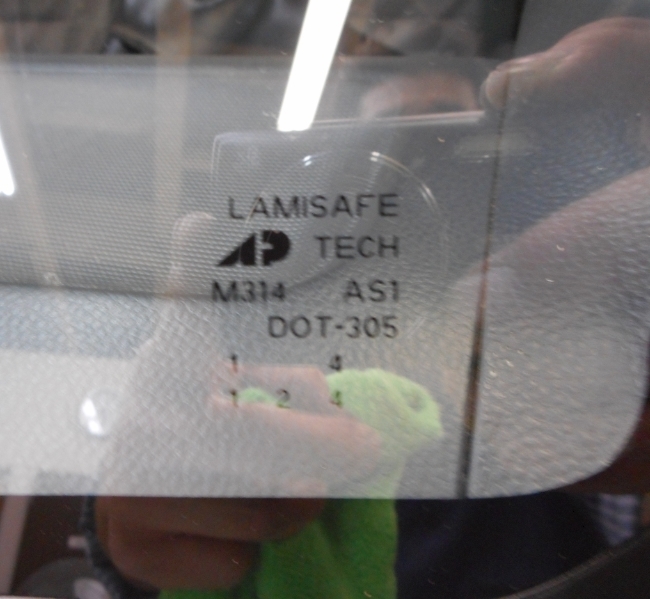 LAMISAFE
AP TECH
M314 AS1
DOT-305
1 4
1 2 4